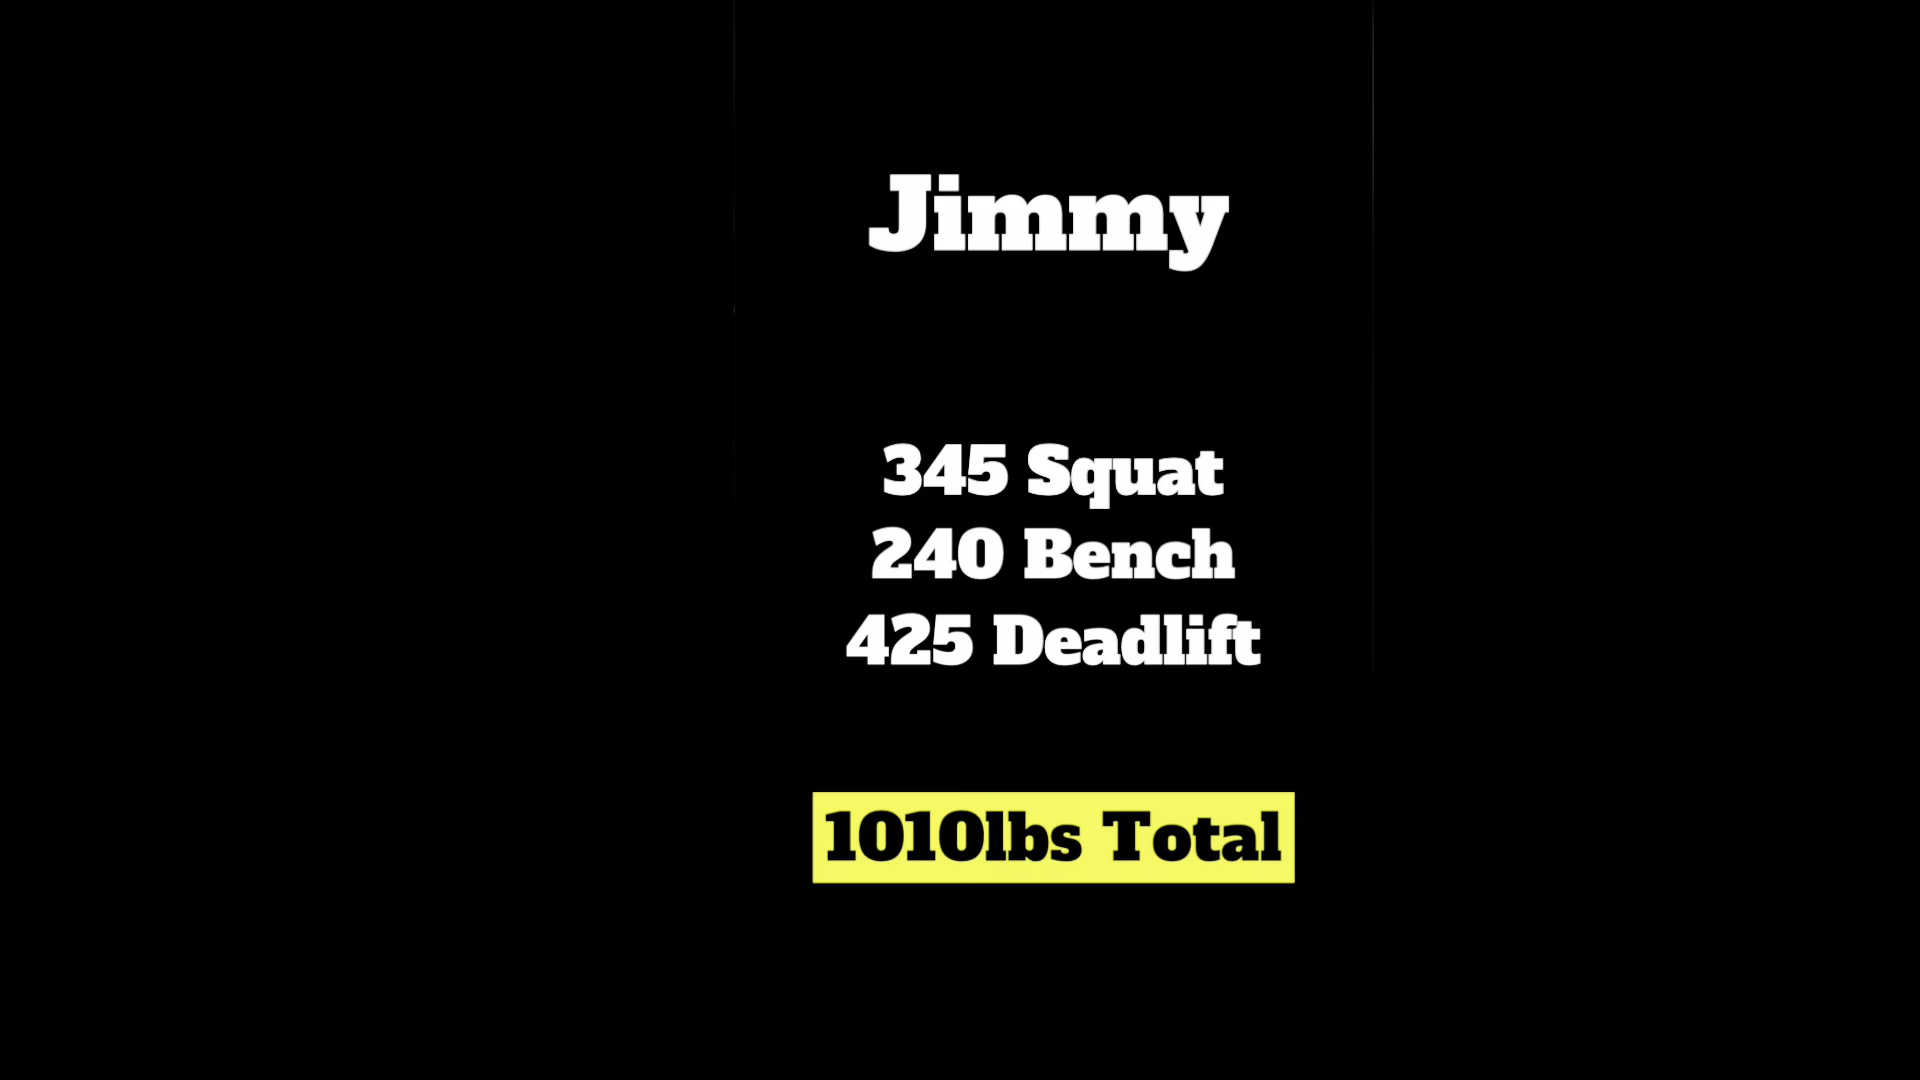 Jimmy
345 Squat
240 Bench
425 Deadlift
1010lbs Total